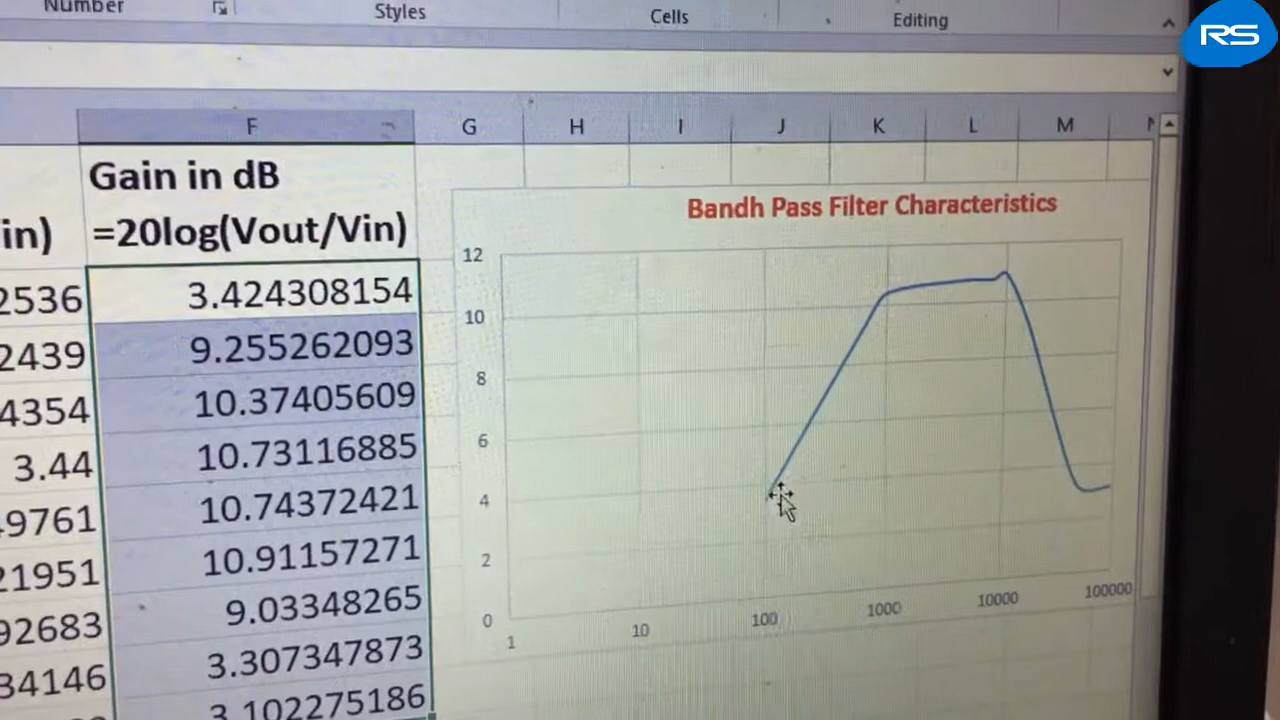 Number
Styles
Cells
Editing
RS
F
G
H
I
J
K
L
M
Gain in dB
in)
=20log(Vout/Vin)
2536
3.424308154
2439
9.255262093
4354
10.37405609
3.44
10.73116885
49761
10.74372421
21951
10.91157271
92683
9.03348265
34146
3.307347873
3.102275186
Bandh Pass Filter Characteristics
12
10
8
6
4
2
0
1
10
100
1000
10000
100000